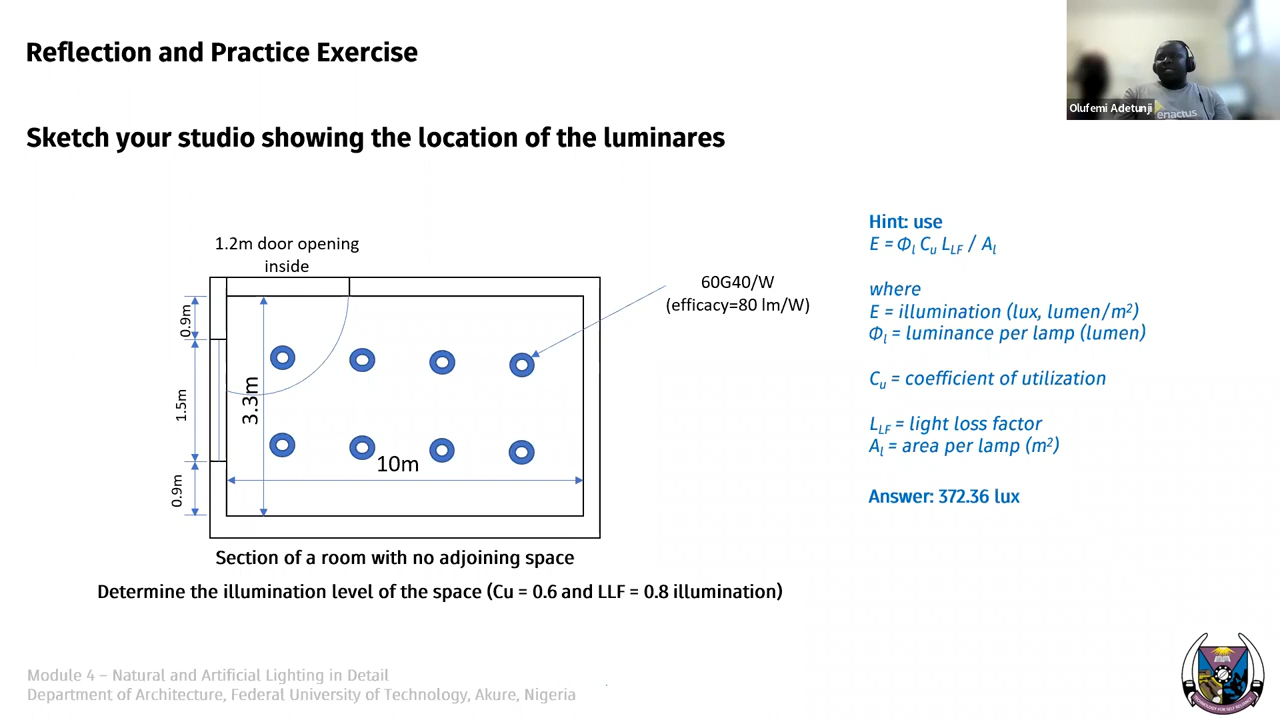 Reflection and Practice Exercise
Olufemi Adetunji
enactus
Sketch your studio showing the location of the luminares
1.2m door opening
inside
60G40/W
(efficacy=80 lm/W)
0.9m
1.5m
0.9m
3.3m
10m
Section of a room with no adjoining space
Determine the illumination level of the space (Cu = 0.6 and LLF = 0.8 illumination)
Hint: use
E = Φl Cu LLF / Al
where
E = illumination (lux, lumen/m²)
Φl = luminance per lamp (lumen)
Cu = coefficient of utilization
LLF = light loss factor
Al = area per lamp (m²)
Answer: 372.36 lux
Module 4 – Natural and Artificial Lighting in Detail
Department of Architecture, Federal University of Technology, Akure, Nigeria